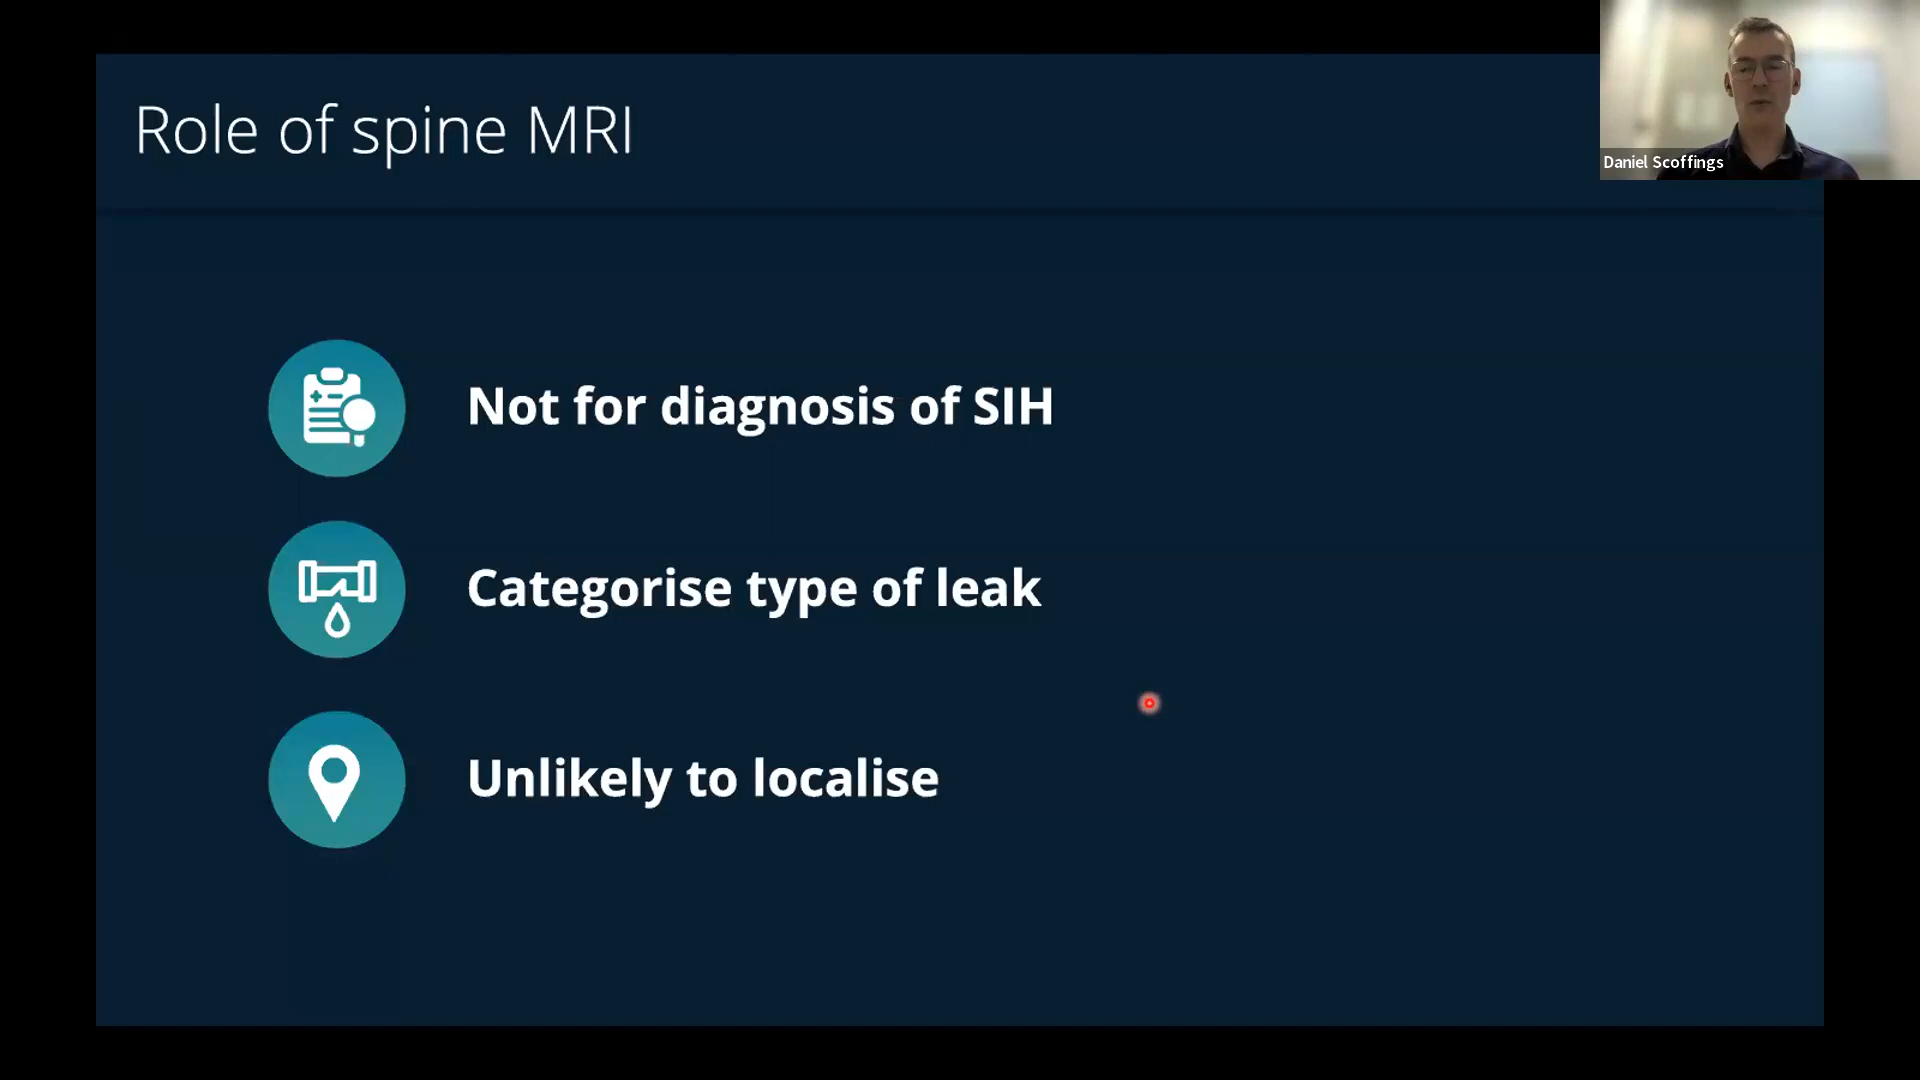 Role of spine MRI
Daniel Scoffings
Not for diagnosis of SIH
Categorise type of leak
Unlikely to localise